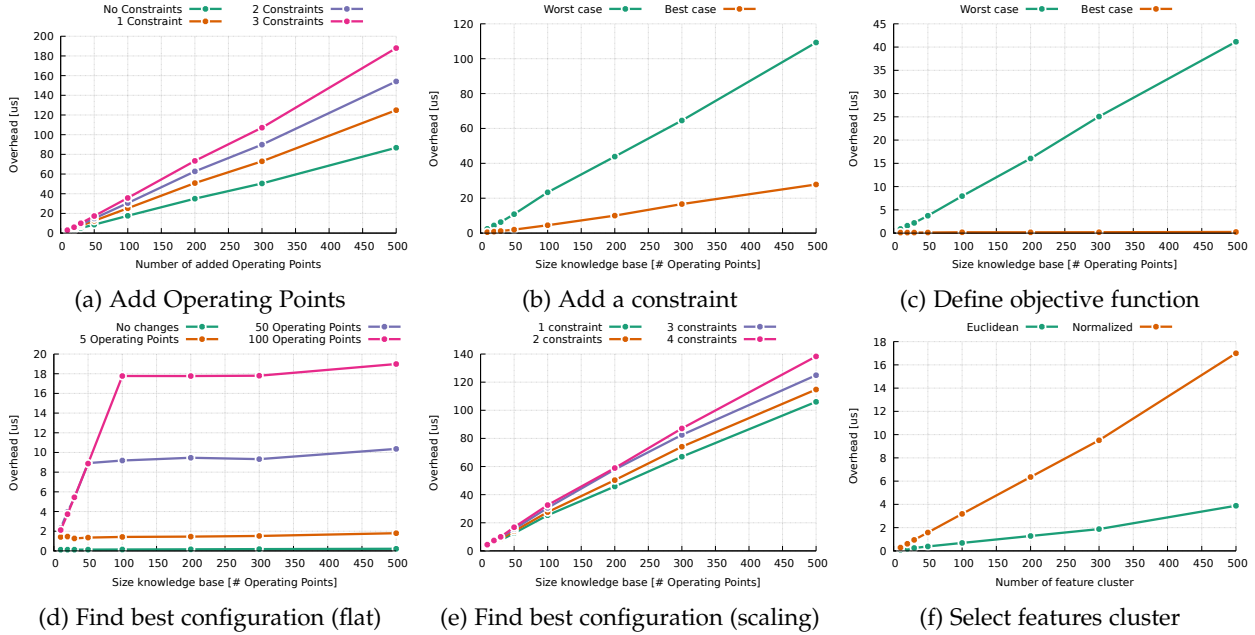 No Constraints
2 Constraints
1 Constraint
3 Constraints
200
180
160
140
120
100
80
60
40
20
0
Overhead [us]
0 50 100 150 200 250 300 350 400 450 500
Number of added Operating Points
(a) Add Operating Points
Worst case
Best case
120
100
80
60
40
20
0
Overhead [us]
0 50 100 150 200 250 300 350 400 450 500
Size knowledge base [# Operating Points]
(b) Add a constraint
Worst case
Best case
45
40
35
30
25
20
15
10
5
0
Overhead [us]
0 50 100 150 200 250 300 350 400 450 500
Size knowledge base [# Operating Points]
(c) Define objective function
No changes
50 Operating Points
5 Operating Points
100 Operating Points
20
18
16
14
12
10
8
6
4
2
0
Overhead [us]
0 50 100 150 200 250 300 350 400 450 500
Size knowledge base [# Operating Points]
(d) Find best configuration (flat)
1 constraint
3 constraints
2 constraints
4 constraints
140
120
100
80
60
40
20
0
Overhead [us]
0 50 100 150 200 250 300 350 400 450 500
Size knowledge base [# Operating Points]
(e) Find best configuration (scaling)
Euclidean
Normalized
18
16
14
12
10
8
6
4
2
0
Overhead [us]
0 50 100 150 200 250 300 350 400 450 500
Number of feature cluster
(f) Select features cluster